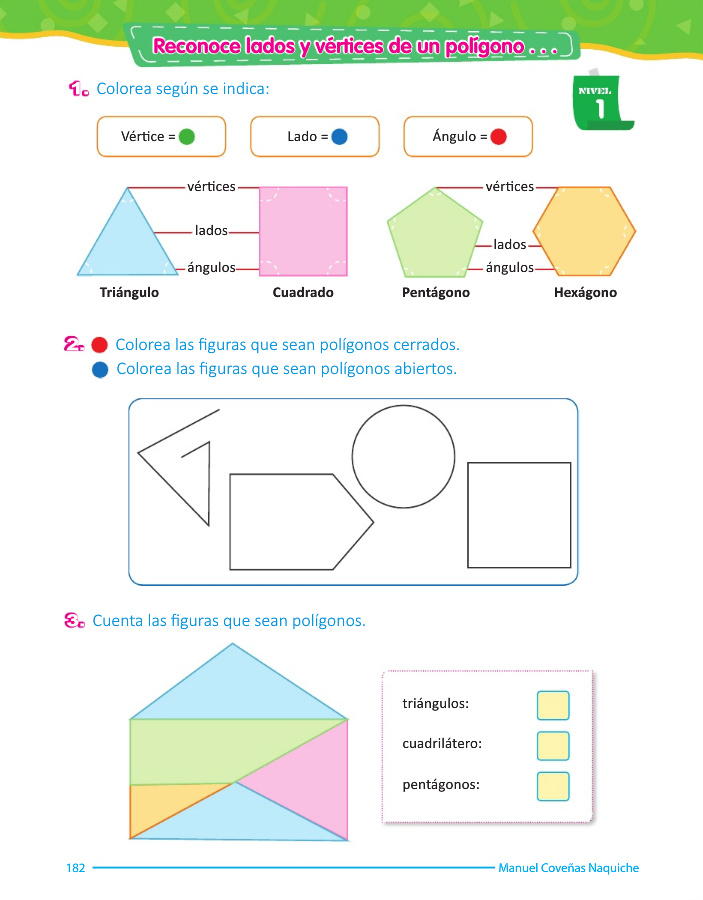 Reconoce lados y vértices de un polígono . . .
1. Colorea según se indica:
NIVEL
1
Vértice =
Lado =
Ángulo =
vértices
vértices
lados
lados
ángulos
ángulos
Triángulo
Cuadrado
Pentágono
Hexágono
2. Colorea las figuras que sean polígonos cerrados.
Colorea las figuras que sean polígonos abiertos.
3. Cuenta las figuras que sean polígonos.
triángulos:
cuadrilátero:
pentágonos:
182
Manuel Coveñas Naquiche